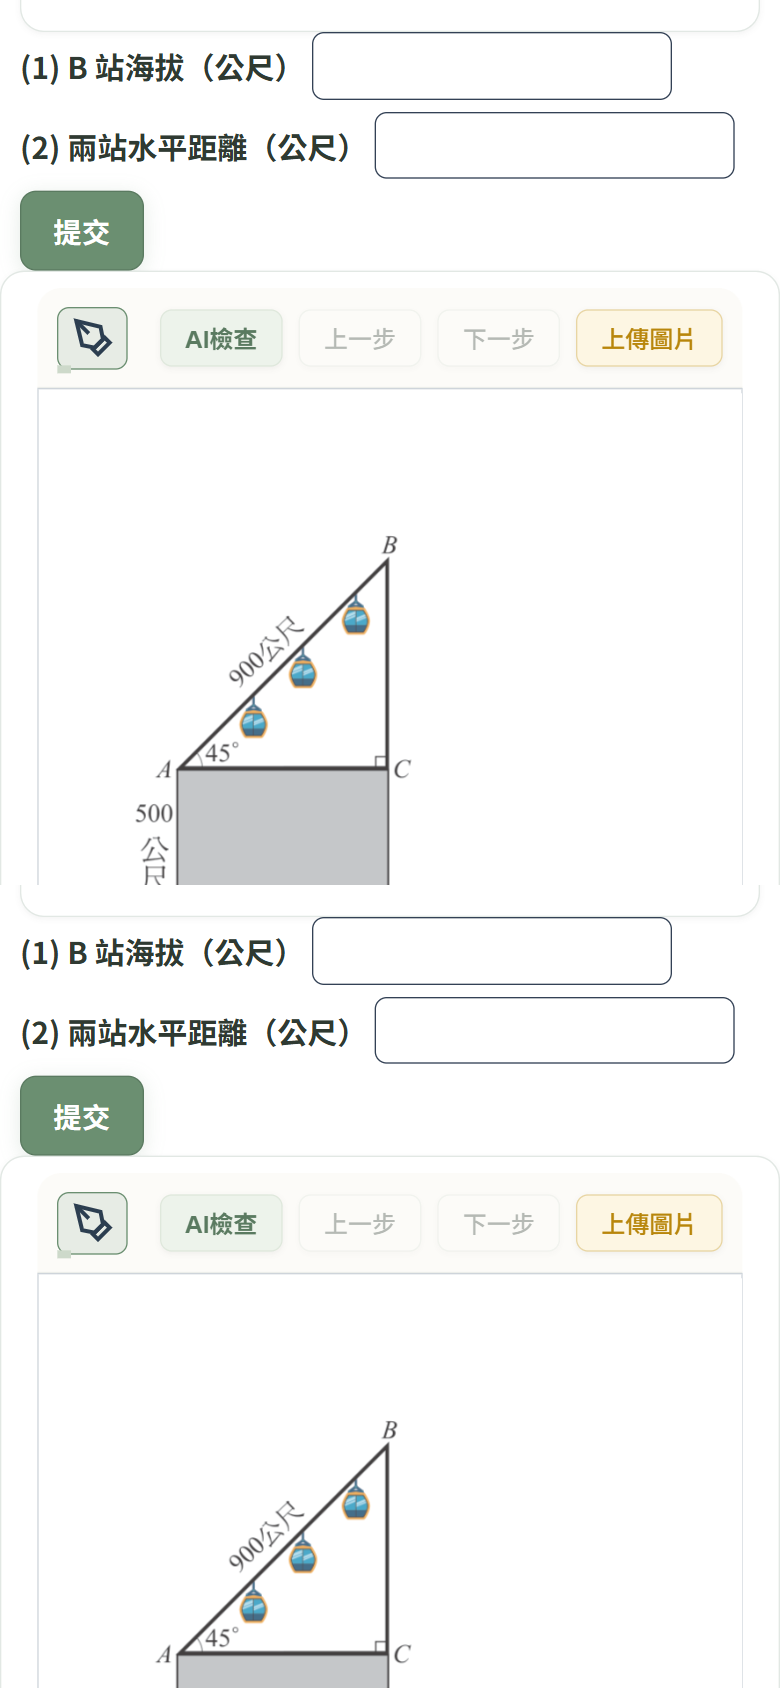 (1) B 站海拔（公尺）
(2) 兩站水平距離（公尺）
提交
AI檢查 上一步 下一步 上傳圖片
B
900公尺
45°
A
C
500
公
尺
(1) B 站海拔（公尺）
(2) 兩站水平距離（公尺）
提交
AI檢查 上一步 下一步 上傳圖片
B
900公尺
45°
A
C